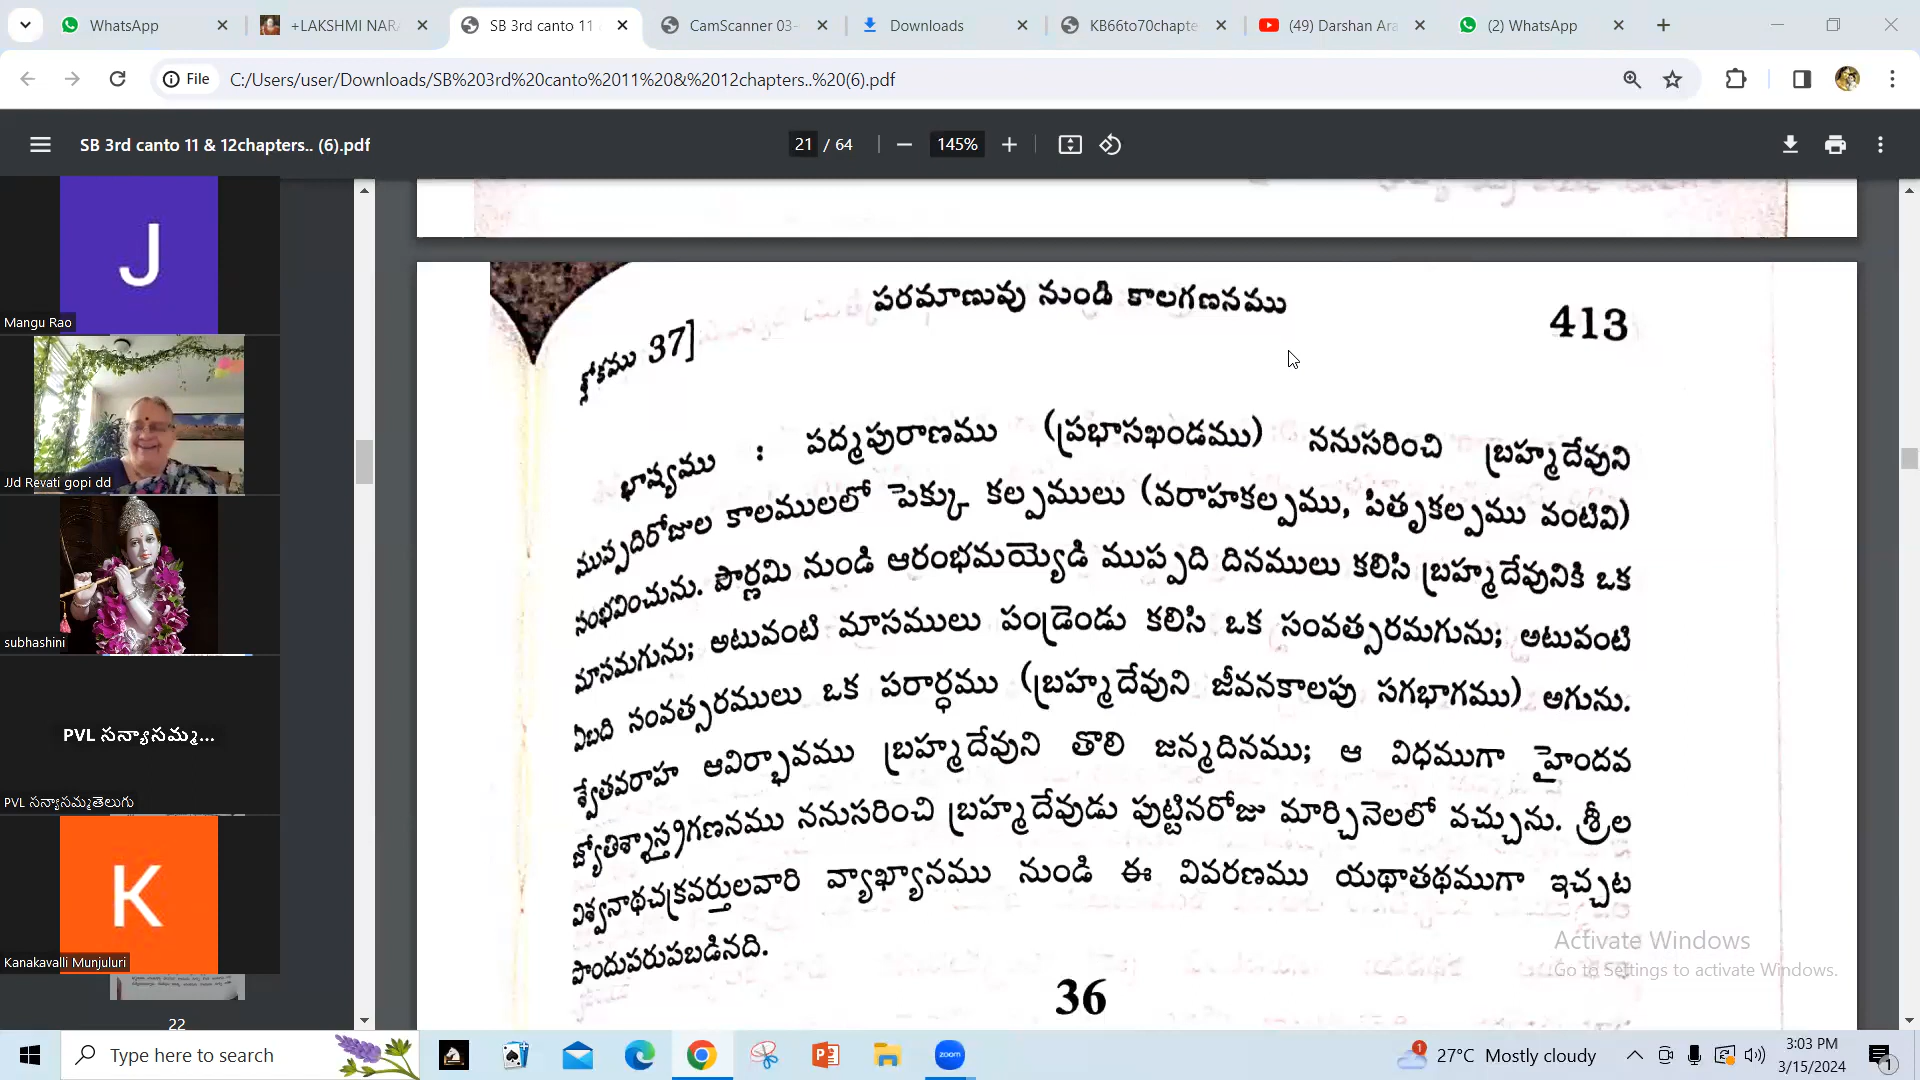 WhatsApp
+LAKSHMI NARA
SB 3rd canto 11
CamScanner 03-
Downloads
KB66to70chapte
(49) Darshan Ara
(2) WhatsApp
File
C:/Users/user/Downloads/SB%203rd%20canto%2011%20&%2012chapters..%20(6).pdf
SB 3rd canto 11 & 12chapters.. (6).pdf
21 / 64
145%
J
Mangu Rao
JJd Revati gopi dd
subhashini
PVL సన్యాసమ్మ...
PVL సన్యాసమ్మతెలుగు
K
Kanakavalli Munjuluri
22
పరమాణువు నుండి కాలగణనము
413
శ్లోకము 37]
భాష్యము : పద్మపురాణము (ప్రభాసఖండము) ననుసరించి బ్రహ్మదేవుని
ముప్పదిరోజుల కాలములలో పెక్కు కల్పములు (వరాహకల్పము, పితృకల్పము వంటివి)
సంభవించును. పౌర్ణమి నుండి ఆరంభమయ్యెడి ముప్పది దినములు కలిసి బ్రహ్మదేవునికి ఒక
మాసమగును; అటువంటి మాసములు పండ్రెండు కలిసి ఒక సంవత్సరమగును; అటువంటి
ఏబది సంవత్సరములు ఒక పరార్ధము (బ్రహ్మదేవుని జీవనకాలపు సగభాగము) అగును.
శ్వేతవరాహ ఆవిర్భావము బ్రహ్మదేవుని తొలి జన్మదినము; ఆ విధముగా హైందవ
జ్యోతిశ్శాస్త్రగణనము ననుసరించి బ్రహ్మదేవుడు పుట్టినరోజు మార్చినెలలో వచ్చును. శ్రీల
విశ్వనాథచక్రవర్తులవారి వ్యాఖ్యానము నుండి ఈ వివరణము యథాతథముగా ఇచ్చట
పొందుపరుపబడినది.
36
Activate Windows
Go to Settings to activate Windows.
Type here to search
zoom
1
27°C Mostly cloudy
3:03 PM
3/15/2024
1